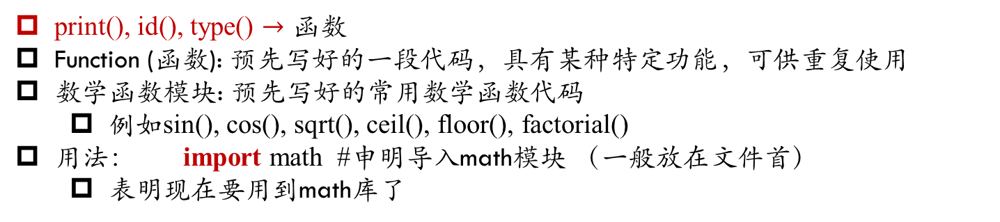 print(), id(), type() → 函数
Function (函数): 预先写好的一段代码，具有某种特定功能，可供重复使用
数学函数模块: 预先写好的常用数学函数代码
例如sin(), cos(), sqrt(), ceil(), floor(), factorial()
用法： import math #申明导入math模块 （一般放在文件首）
表明现在要用到math库了